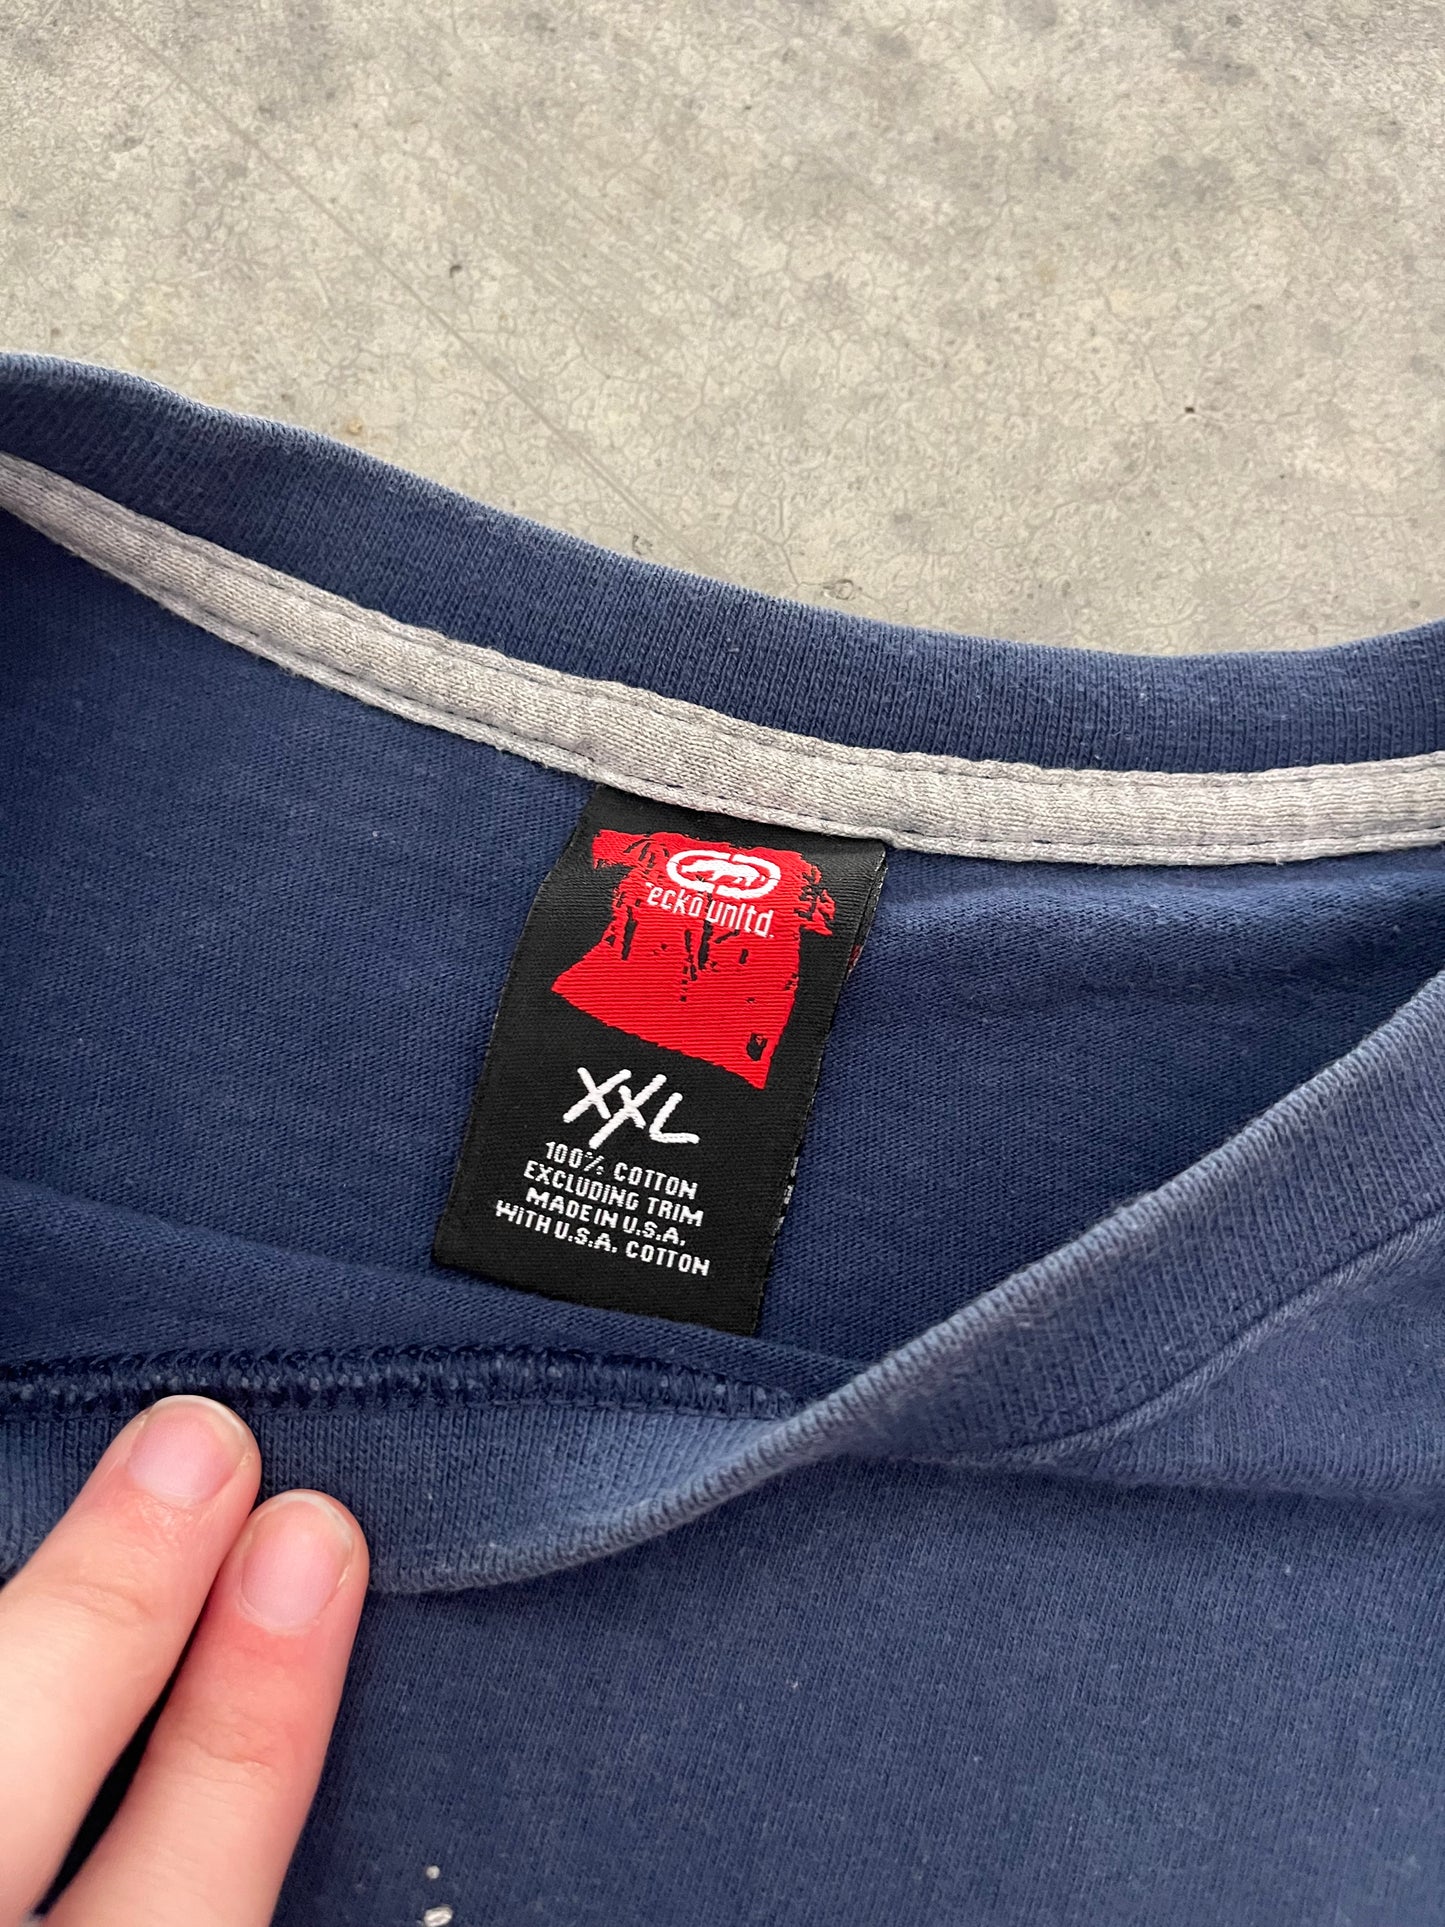 ecko unltd.
XXL
100% COTTON
EXCLUDING TRIM
MADE IN U.S.A.
WITH U.S.A. COTTON